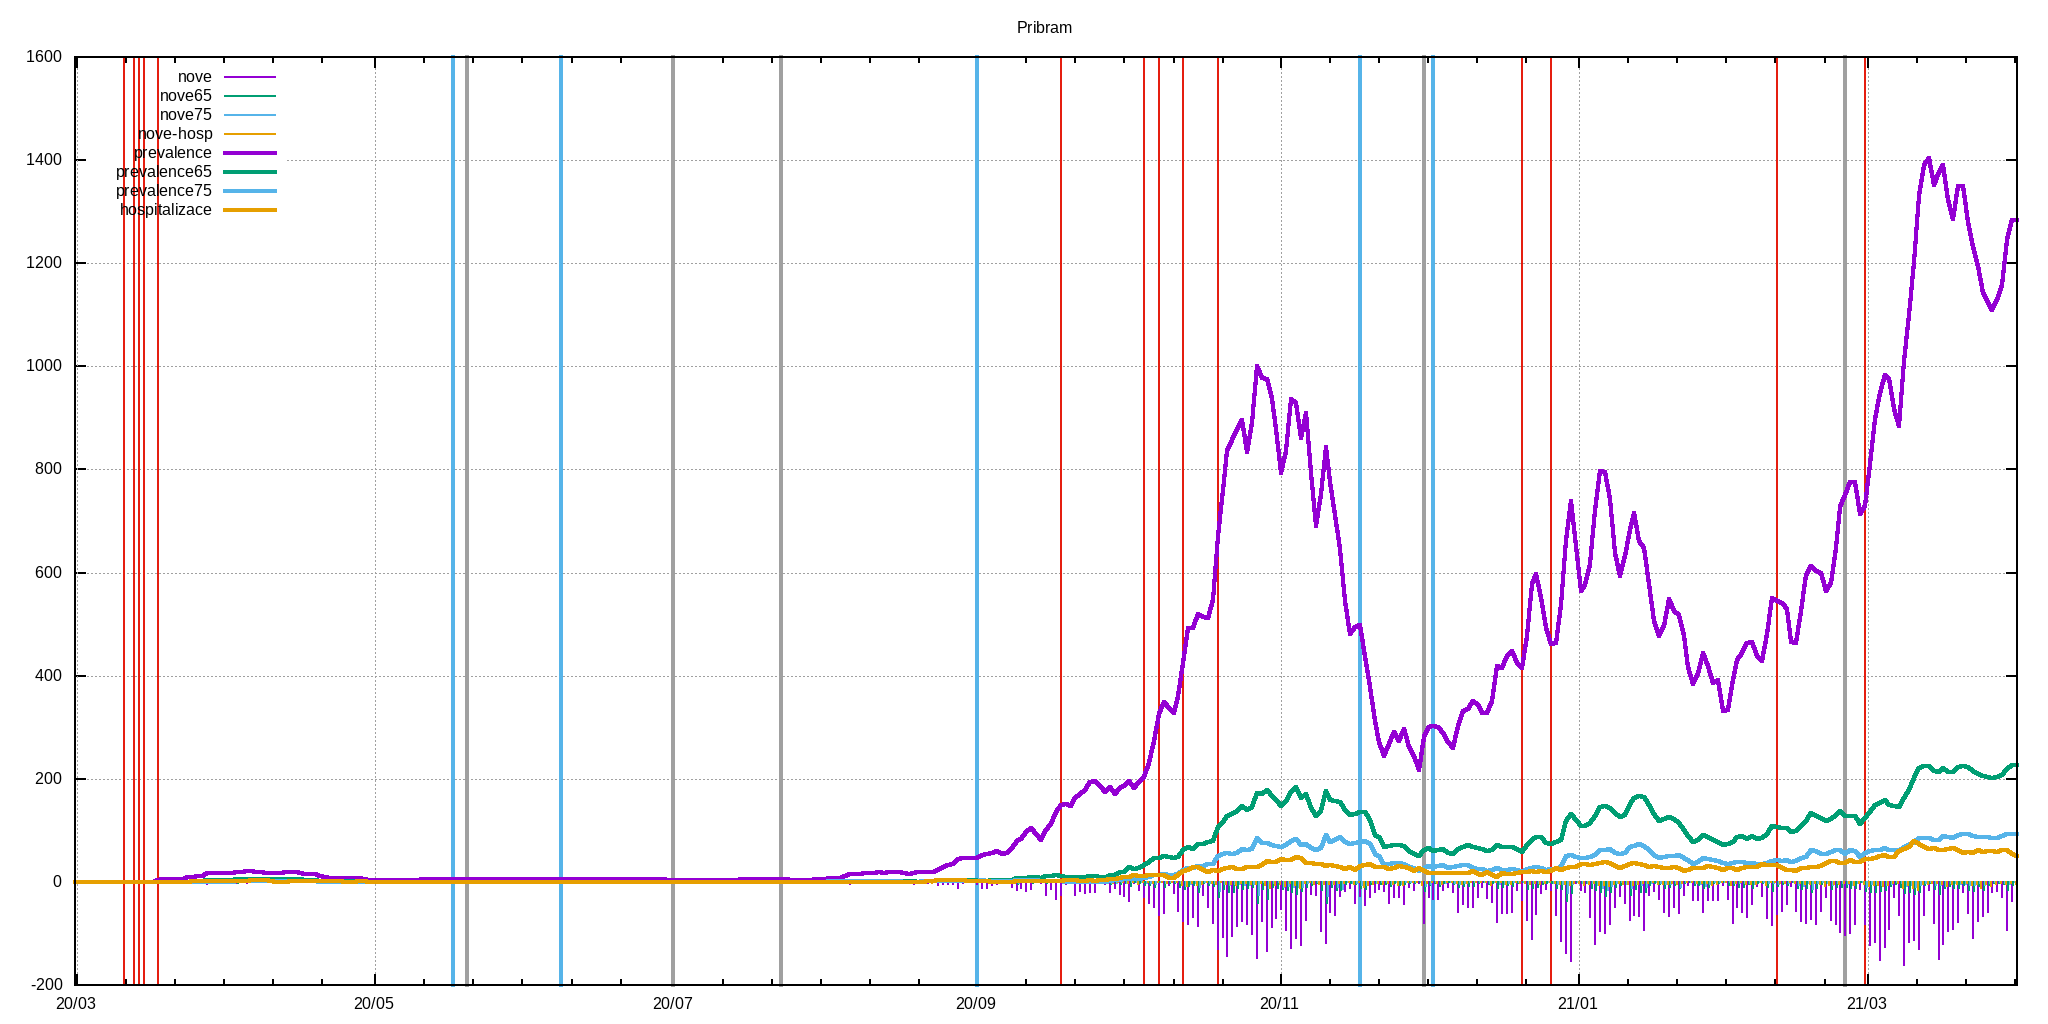 Pribram
1600
1400
1200
1000
800
600
400
200
0
-200
nove
nove65
nove75
nove-hosp
prevalence
prevalence65
prevalence75
hospitalizace
20/03 20/05 20/07 20/09 20/11 21/01 21/03